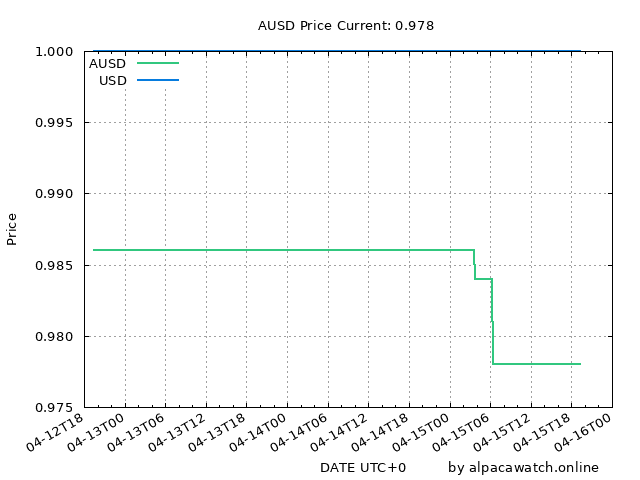 AUSD Price Current: 0.978
1.000
AUSD
USD
0.995
0.990
Price
0.985
0.980
0.975
04-12T18 04-13T00 04-13T06 04-13T12 04-13T18 04-14T00 04-14T06 04-14T12 04-14T18 04-15T00 04-15T06 04-15T12 04-15T18 04-16T00
DATE UTC+0 by alpacawatch.online